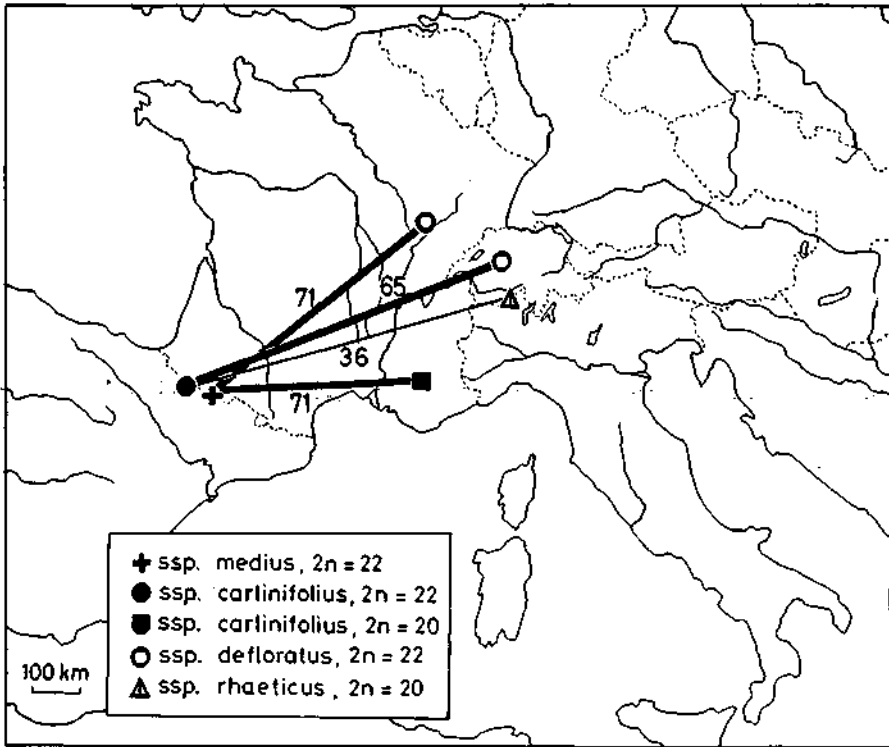 71
65
36
71
ssp. medius, 2n = 22
ssp. carlinifolius, 2n = 22
ssp. carlinifolius, 2n = 20
ssp. defloratus, 2n = 22
ssp. rhaeticus, 2n = 20
100 km